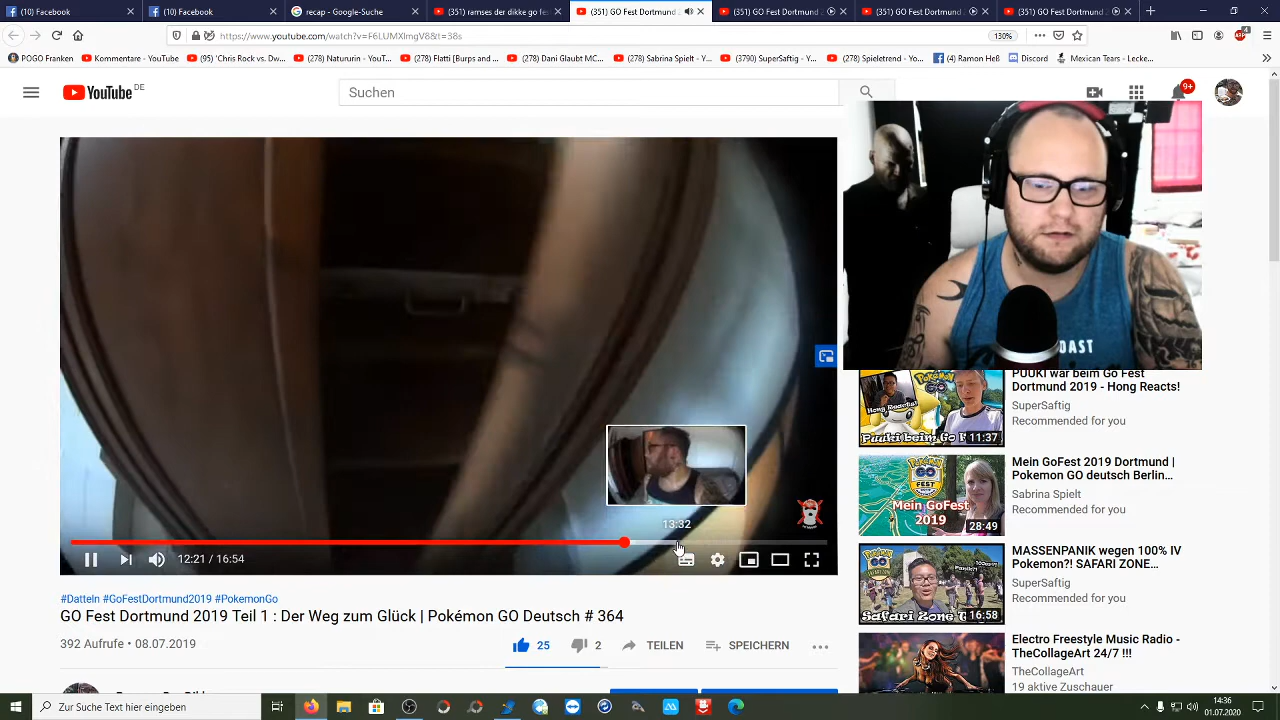 (10) Facebook
(10) Facebook
recap - Google-Suche
(351) ramses der dikke go fe
(351) GO Fest Dortmund 2
(351) GO Fest Dortmund
(351) GO Fest Dortmund
(351) GO Fest Dortmund
https://www.youtube.com/watch?v=F6LUMXImgV8&t=38s
130%
POGO Franken
Kommentare - YouTube
(95) 'Chris KED vs. Dw...
(273) Natururin - YouT...
(278) Flatti [Burps and ...
(278) Dani Glaubt MC...
(278) Sabrina Spielt - Y...
(3790) SuperSaftig - Y...
(278) Spieletrend - Yo...
(4) Ramon Heß
Discord
Mexican Tears - Lecke...
YouTube DE
Suchen
9+
13:32
12:21 / 16:54
#Datteln #GoFestDortmund2019 #PokemonGo
GO Fest Dortmund 2019 Teil 1 : Der Weg zum Glück | Pokémon GO Deutsch # 364
392 Aufrufe • 08.07.2019
25
2
TEILEN
SPEICHERN
PUUKI war beim Go Fest
Dortmund 2019 - Hong Reacts!
SuperSaftig
Recommended for you
11:37
Mein GoFest 2019 Dortmund |
Pokemon GO deutsch Berlin...
Sabrina Spielt
Recommended for you
Mein GoFest
2019
28:49
MASSENPANIK wegen 100% IV
Pokemon?! SAFARI ZONE...
SuperSaftig
Recommended for you
16:58
Electro Freestyle Music Radio -
TheCollageArt 24/7 !!!
TheCollageArt
19 aktive Zuschauer
Zur Suche Text hier eingeben
14:36
01.07.2020